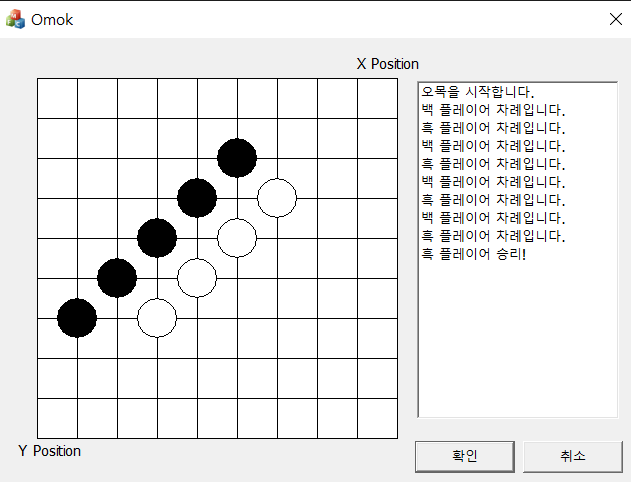 Omok
X Position
오목을 시작합니다.
백 플레이어 차례입니다.
흑 플레이어 차례입니다.
백 플레이어 차례입니다.
흑 플레이어 차례입니다.
백 플레이어 차례입니다.
흑 플레이어 차례입니다.
백 플레이어 차례입니다.
흑 플레이어 차례입니다.
흑 플레이어 승리!
Y Position
확인
취소